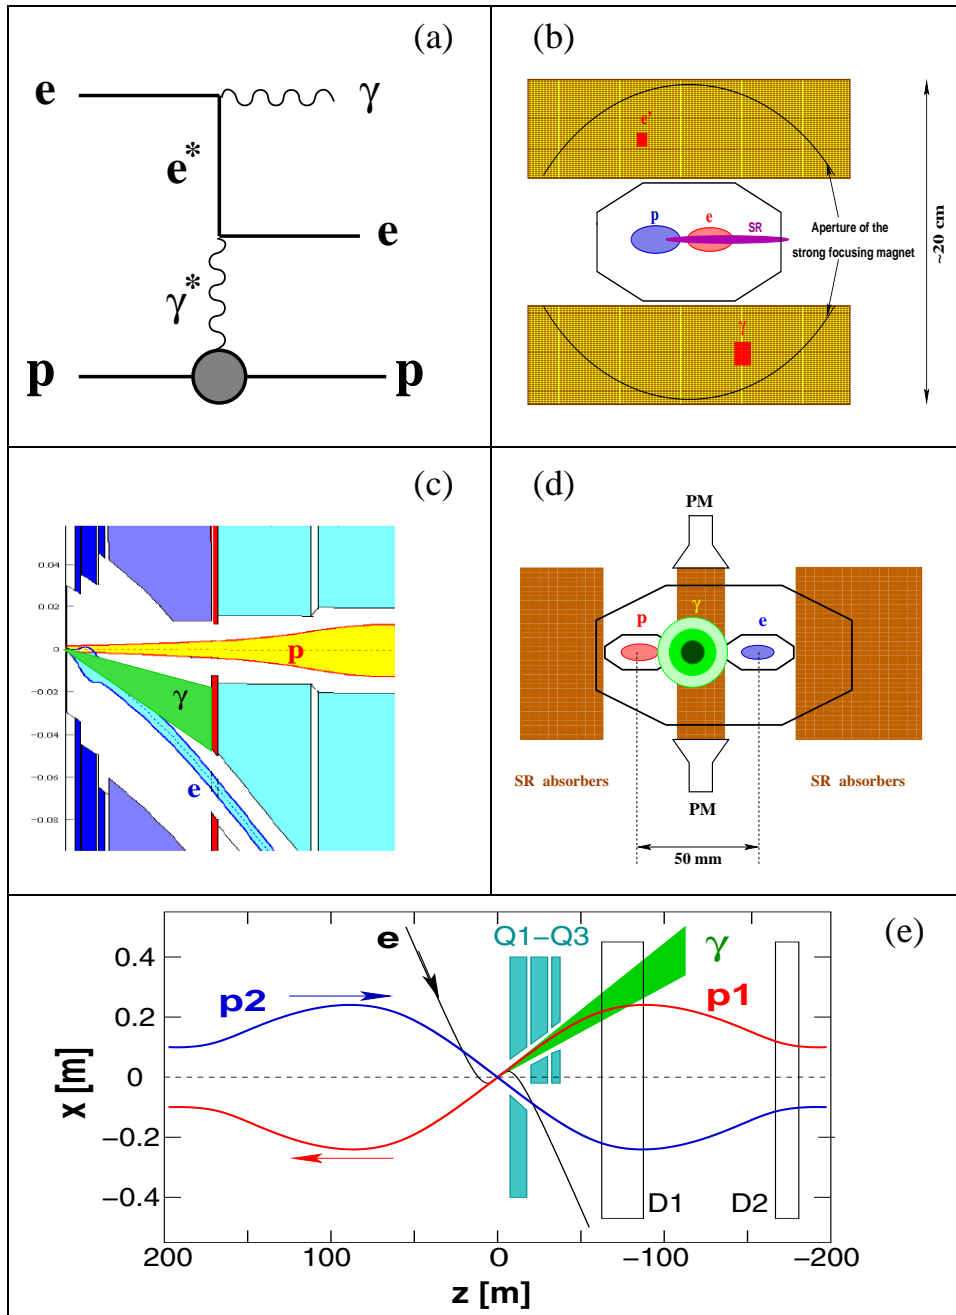 (a)
e
γ
e*
e
γ*
p
p
(b)
e'
p
e
SR
Aperture of the
strong focusing magnet
γ
~20 cm
(c)
0.04
0.02
0
-0.02
-0.04
-0.06
-0.08
p
γ
e
(d)
PM
γ
p
e
SR absorbers
SR absorbers
PM
50 mm
(e)
e
Q1-Q3
γ
p2
p1
0.4
0.2
0
-0.2
-0.4
x [m]
D1
D2
200
100
0
-100
-200
z [m]